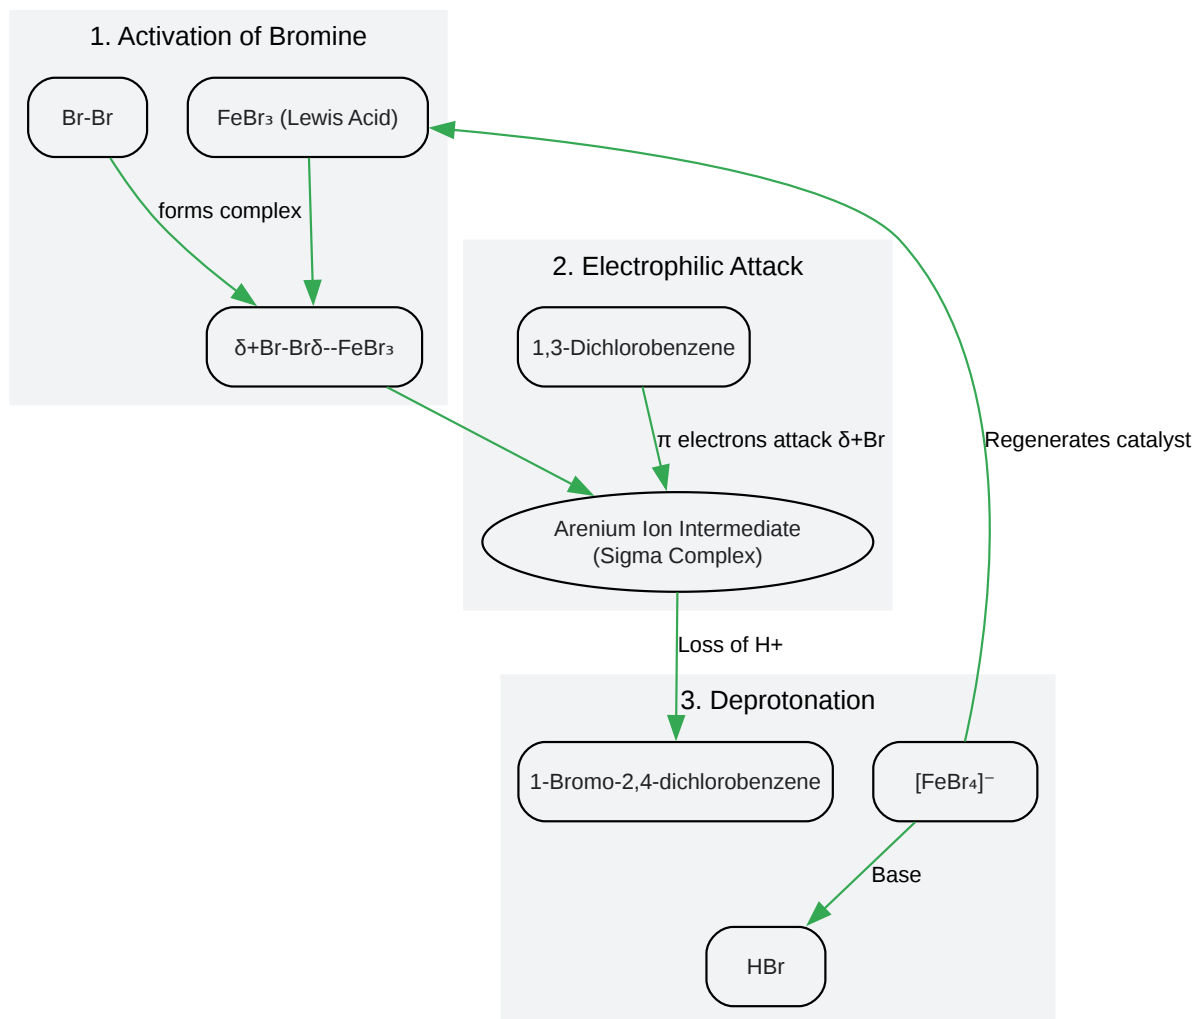 1. Activation of Bromine
Br-Br
FeBr₃ (Lewis Acid)
forms complex
δ+Br-Brδ--FeBr₃
2. Electrophilic Attack
1,3-Dichlorobenzene
π electrons attack δ+Br
Regenerates catalyst
Arenium Ion Intermediate
(Sigma Complex)
Loss of H+
3. Deprotonation
1-Bromo-2,4-dichlorobenzene
[FeBr₄]⁻
Base
HBr